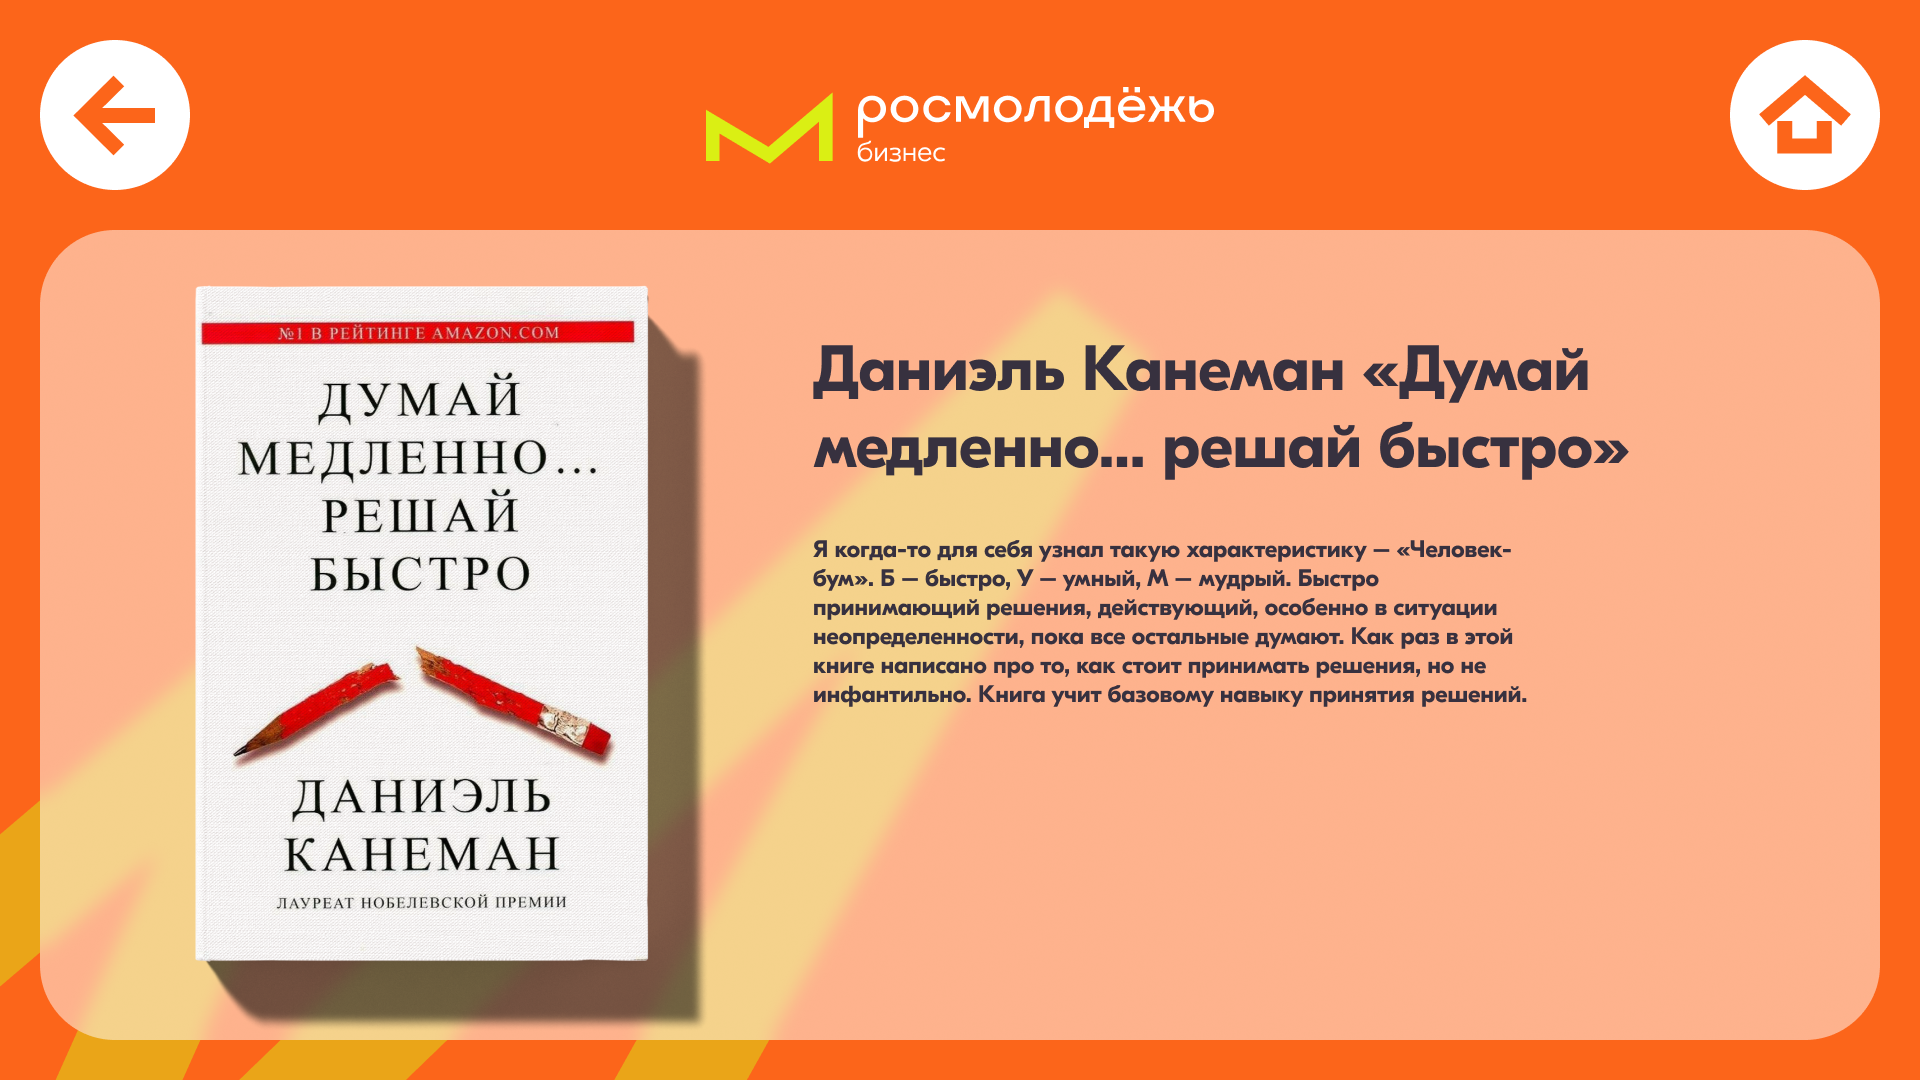 росмолодёжь
бизнес
№1 В РЕЙТИНГЕ AMAZON.COM
ДУМАЙ
МЕДЛЕННО...
РЕШАЙ
БЫСТРО
ДАНИЭЛЬ
КАНЕМАН
ЛАУРЕАТ НОБЕЛЕВСКОЙ ПРЕМИИ
Даниэль Канеман «Думай
медленно... решай быстро»
Я когда-то для себя узнал такую характеристику – «Человек-
бум». Б – быстро, У – умный, М – мудрый. Быстро
принимающий решения, действующий, особенно в ситуации
неопределенности, пока все остальные думают. Как раз в этой
книге написано про то, как стоит принимать решения, но не
инфантильно. Книга учит базовому навыку принятия решений.